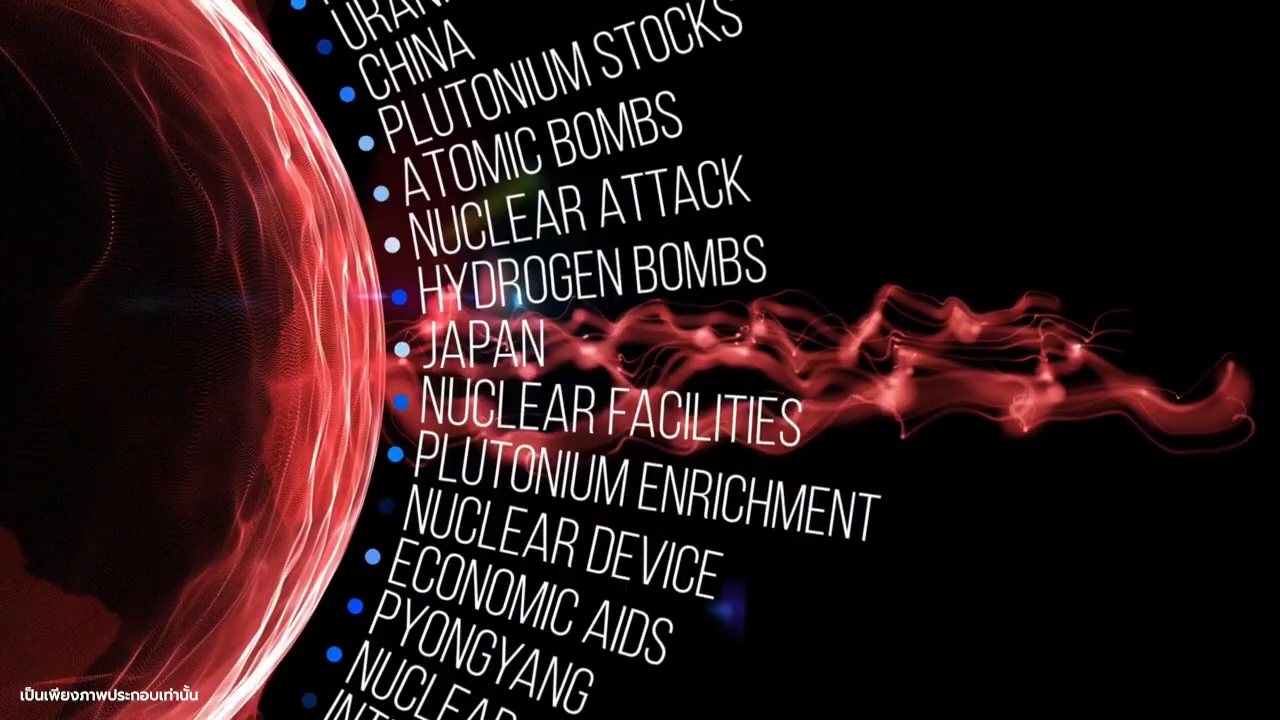 CHINA
PLUTONIUM STOCKS
ATOMIC BOMBS
NUCLEAR ATTACK
HYDROGEN BOMBS
JAPAN
NUCLEAR FACILITIES
PLUTONIUM ENRICHMENT
NUCLEAR DEVICE
ECONOMIC AIDS
PYONGYANG
NUCLEAR
เป็นเพียงภาพประกอบเท่านั้น